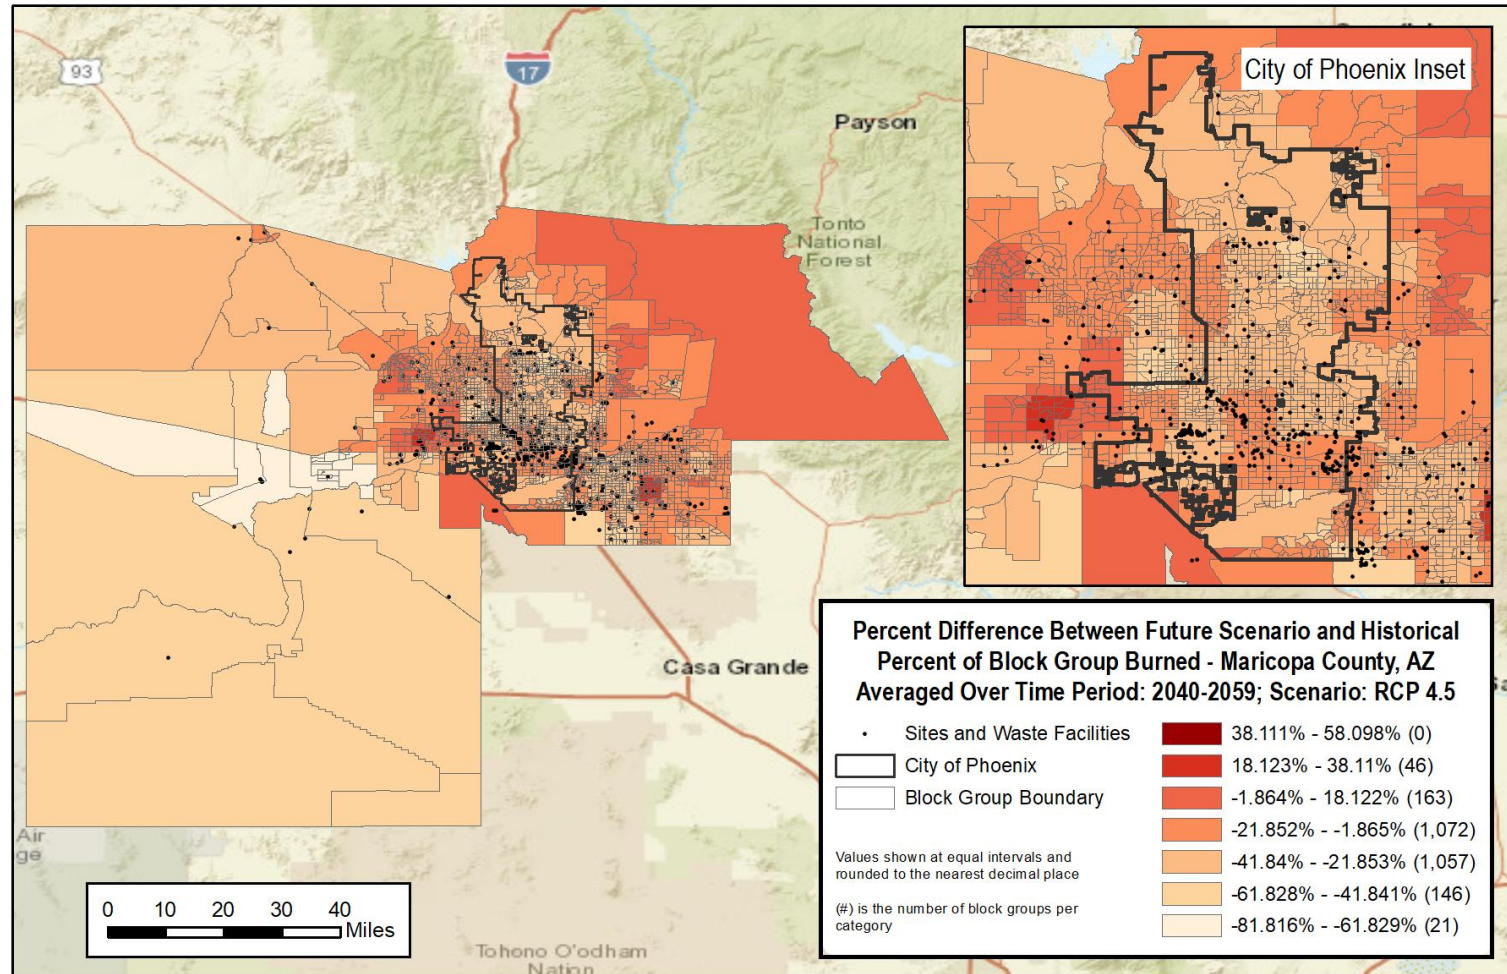 93
17
Payson
Tonto
National
Forest
City of Phoenix Inset
Casa Grande
Air
ge
Tohono O'odham
Nation
0 10 20 30 40
Miles
Percent Difference Between Future Scenario and Historical
Percent of Block Group Burned - Maricopa County, AZ
Averaged Over Time Period: 2040-2059; Scenario: RCP 4.5
Sites and Waste Facilities
City of Phoenix
Block Group Boundary
Values shown at equal intervals and
rounded to the nearest decimal place
(#) is the number of block groups per
category
38.111% - 58.098% (0)
18.123% - 38.11% (46)
-1.864% - 18.122% (163)
-21.852% - -1.865% (1,072)
-41.84% - -21.853% (1,057)
-61.828% - -41.841% (146)
-81.816% - -61.829% (21)